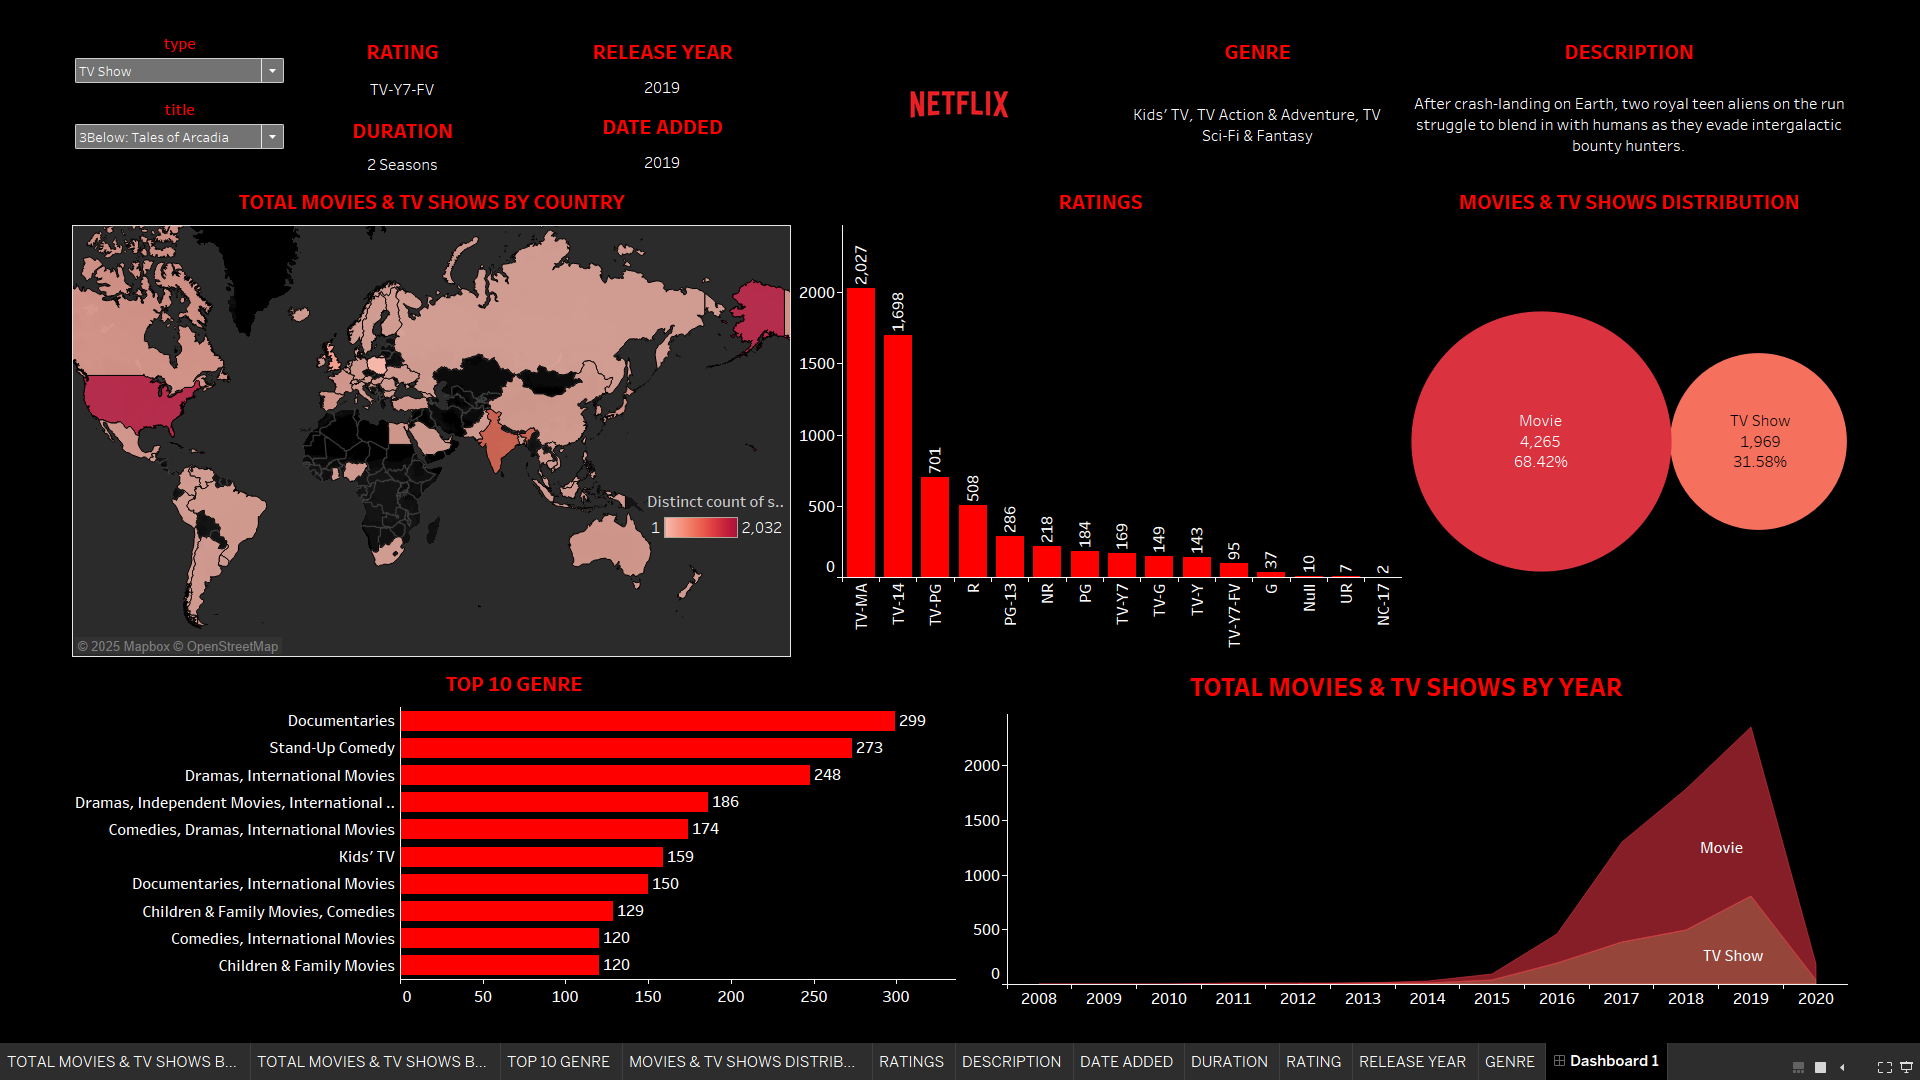 type
TV Show
title
3Below: Tales of Arcadia
RATING
TV-Y7-FV
DURATION
2 Seasons
RELEASE YEAR
2019
DATE ADDED
2019
NETFLIX
GENRE
Kids’ TV, TV Action & Adventure, TV
Sci-Fi & Fantasy
DESCRIPTION
After crash-landing on Earth, two royal teen aliens on the run
struggle to blend in with humans as they evade intergalactic
bounty hunters.
TOTAL MOVIES & TV SHOWS BY COUNTRY
Distinct count of s..
1 2,032
© 2025 Mapbox © OpenStreetMap
RATINGS
2000
1500
1000
500
0
2,027
1,698
701
508
286
218
184
169
149
143
95
37
10
7
2
TV-MA
TV-14
TV-PG
R
PG-13
NR
PG
TV-Y7
TV-G
TV-Y
TV-Y7-FV
G
Null
UR
NC-17
MOVIES & TV SHOWS DISTRIBUTION
Movie
4,265
68.42%
TV Show
1,969
31.58%
TOP 10 GENRE
Documentaries 299
Stand-Up Comedy 273
Dramas, International Movies 248
Dramas, Independent Movies, International .. 186
Comedies, Dramas, International Movies 174
Kids’ TV 159
Documentaries, International Movies 150
Children & Family Movies, Comedies 129
Comedies, International Movies 120
Children & Family Movies 120
0 50 100 150 200 250 300
TOTAL MOVIES & TV SHOWS BY YEAR
2000
1500
1000
500
0
Movie
TV Show
2008 2009 2010 2011 2012 2013 2014 2015 2016 2017 2018 2019 2020
TOTAL MOVIES & TV SHOWS B... TOTAL MOVIES & TV SHOWS B... TOP 10 GENRE MOVIES & TV SHOWS DISTRIB... RATINGS DESCRIPTION DATE ADDED DURATION RATING RELEASE YEAR GENRE Dashboard 1